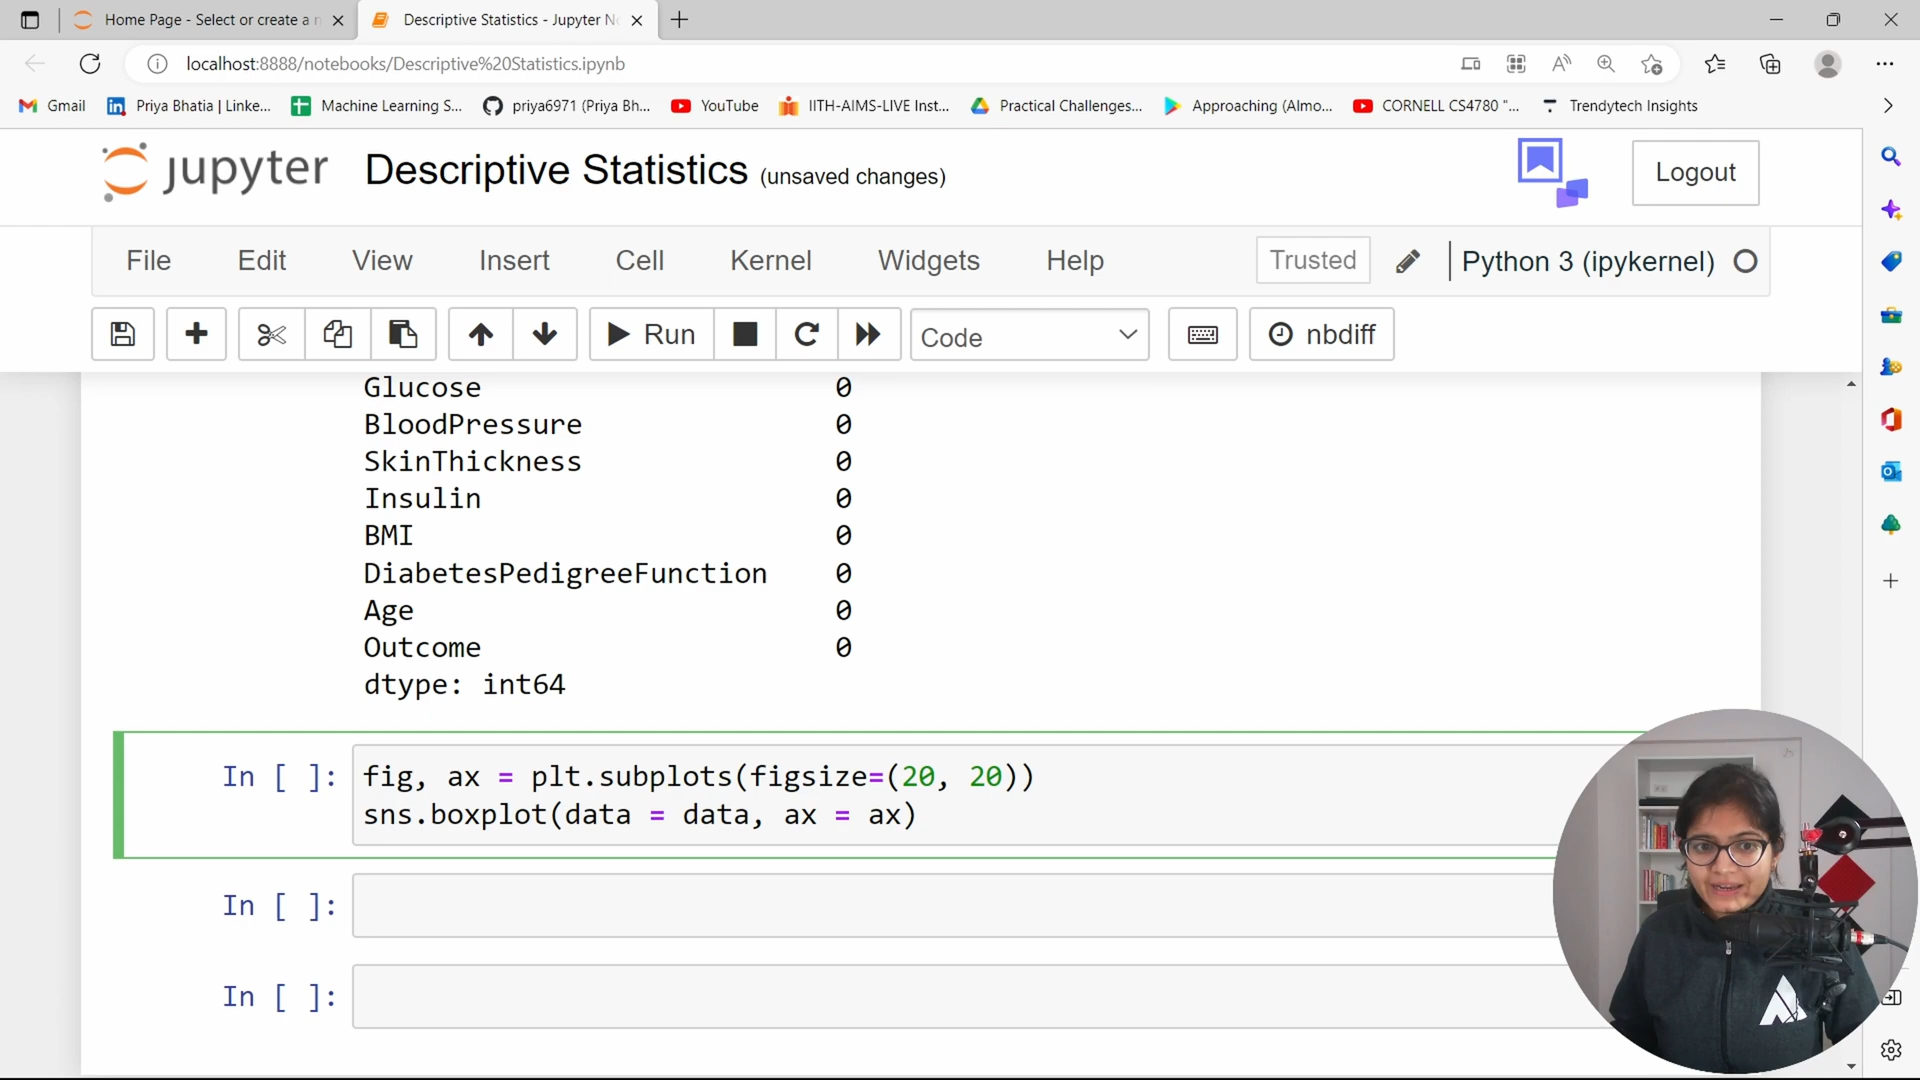 Home Page - Select or create a n
Descriptive Statistics - Jupyter No
localhost:8888/notebooks/Descriptive%20Statistics.ipynb
Gmail
Priya Bhatia | Linke...
Machine Learning S...
priya6971 (Priya Bh...
YouTube
IITH-AIMS-LIVE Inst...
Practical Challenges...
Approaching (Almo...
CORNELL CS4780 "...
Trendytech Insights
jupyter Descriptive Statistics (unsaved changes)
Logout
File Edit View Insert Cell Kernel Widgets Help
Trusted
Python 3 (ipykernel)
Run
Code
nbdiff
Glucose 0
BloodPressure 0
SkinThickness 0
Insulin 0
BMI 0
DiabetesPedigreeFunction 0
Age 0
Outcome 0
dtype: int64
In [ ]: fig, ax = plt.subplots(figsize=(20, 20))
sns.boxplot(data = data, ax = ax)
In [ ]:
In [ ]: